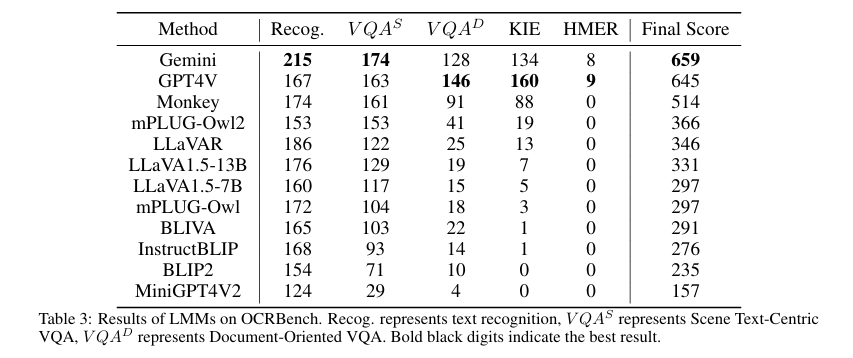 Method Recog. VQA^S VQA^D KIE HMER Final Score
Gemini 215 174 128 134 8 659
GPT4V 167 163 146 160 9 645
Monkey 174 161 91 88 0 514
mPLUG-Owl2 153 153 41 19 0 366
LLaVAR 186 122 25 13 0 346
LLaVA1.5-13B 176 129 19 7 0 331
LLaVA1.5-7B 160 117 15 5 0 297
mPLUG-Owl 172 104 18 3 0 297
BLIVA 165 103 22 1 0 291
InstructBLIP 168 93 14 1 0 276
BLIP2 154 71 10 0 0 235
MiniGPT4V2 124 29 4 0 0 157
Table 3: Results of LMMs on OCRBench. Recog. represents text recognition, VQA^S represents Scene Text-Centric
VQA, VQA^D represents Document-Oriented VQA. Bold black digits indicate the best result.